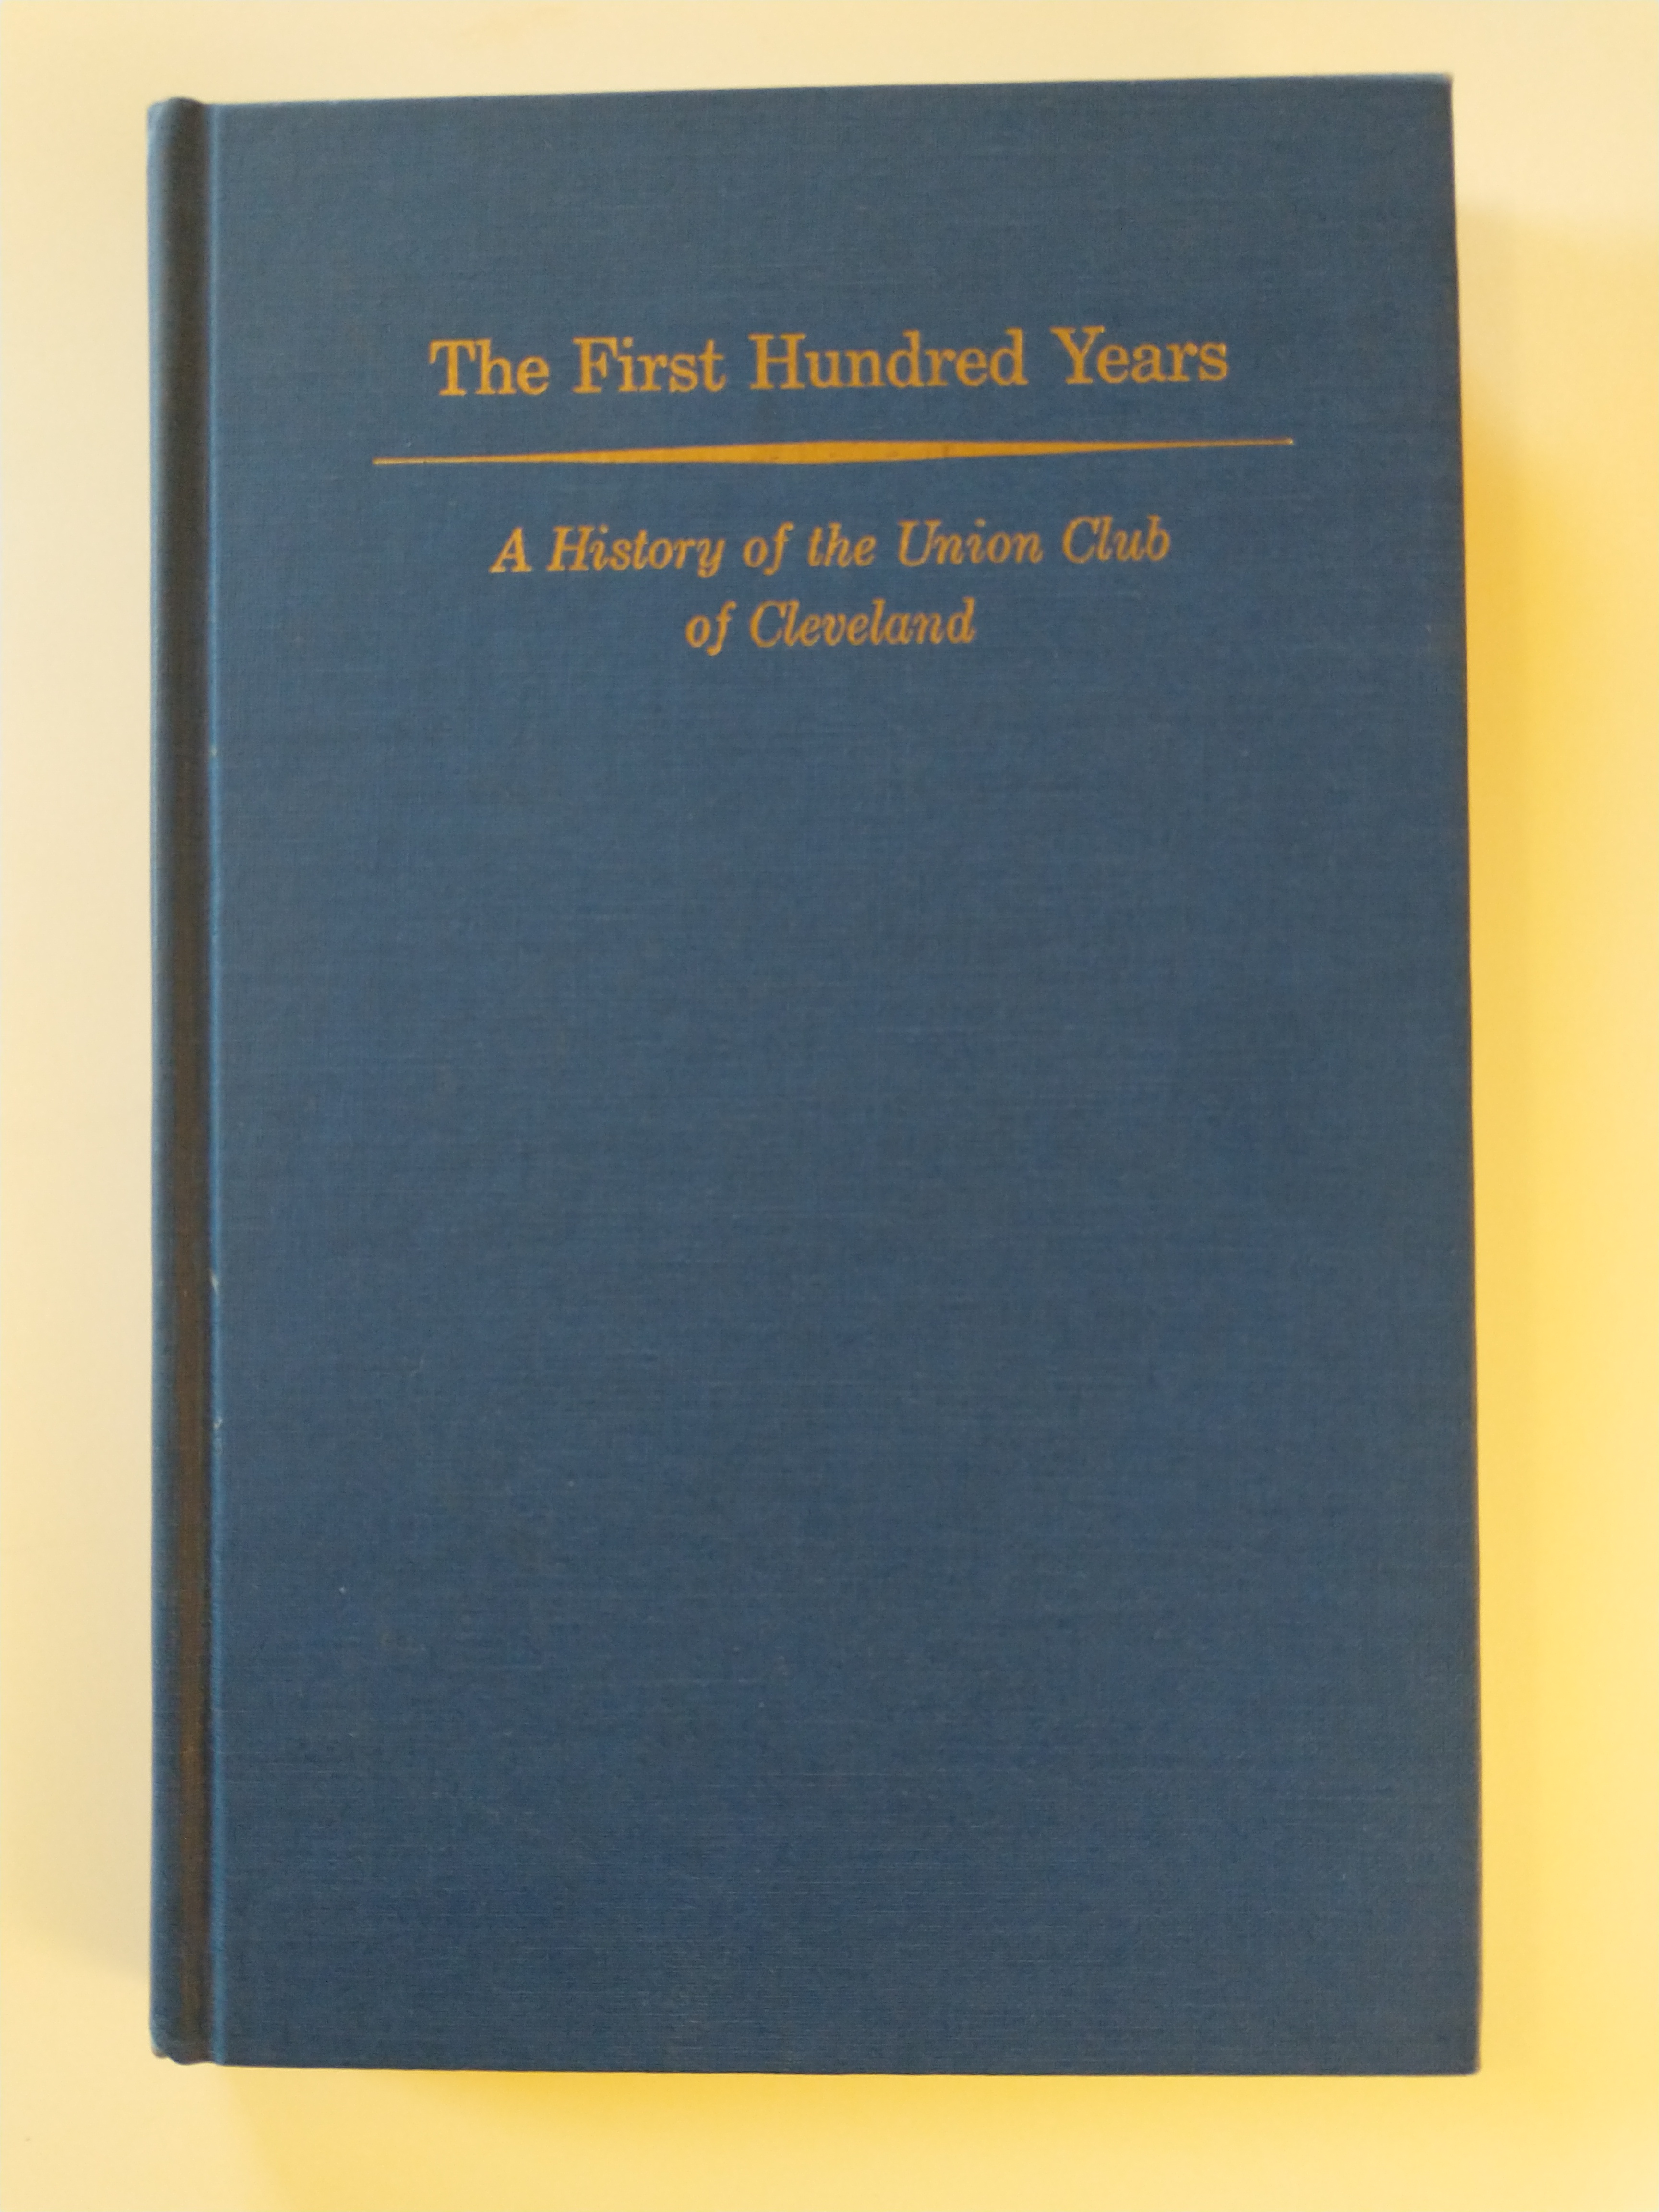 The First Hundred Years
A History of the Union Club
of Cleveland